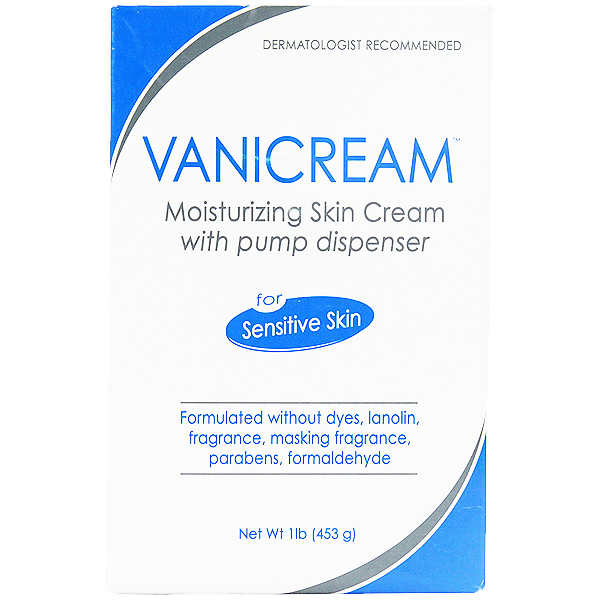 DERMATOLOGIST RECOMMENDED
VANICREAM™
Moisturizing Skin Cream
with pump dispenser
for
Sensitive Skin
Formulated without dyes, lanolin,
fragrance, masking fragrance,
parabens, formaldehyde
Net Wt 1lb (453 g)